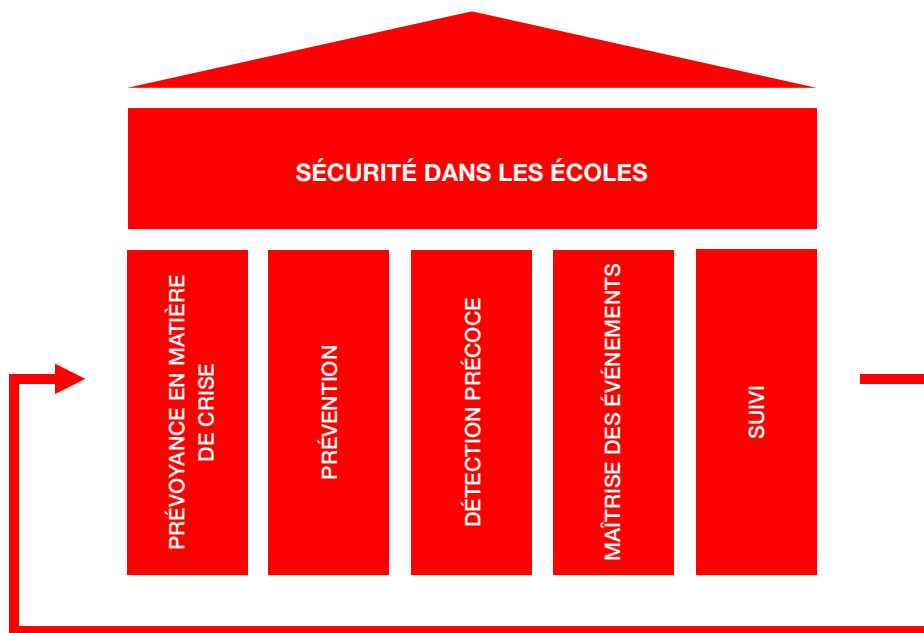 SÉCURITÉ DANS LES ÉCOLES
PRÉVOYANCE EN MATIÈRE
DE CRISE
PRÉVENTION
DÉTECTION PRÉCOCE
MAÎTRISE DES ÉVÉNEMENTS
SUIVI